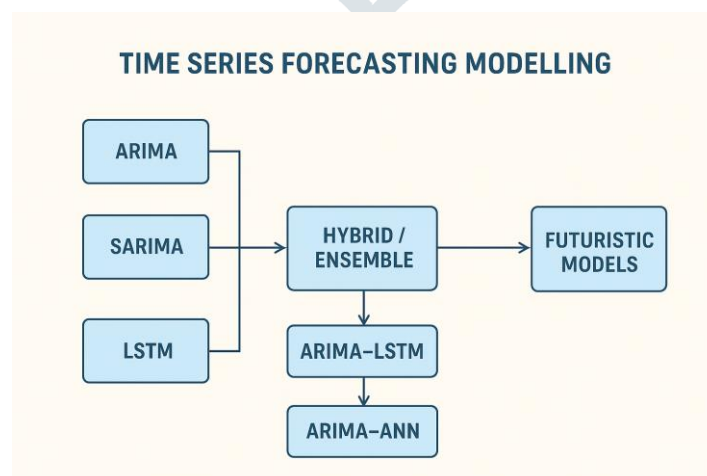 TIME SERIES FORECASTING MODELLING
ARIMA
SARIMA
LSTM
HYBRID /
ENSEMBLE
ARIMA–LSTM
ARIMA–ANN
FUTURISTIC
MODELS